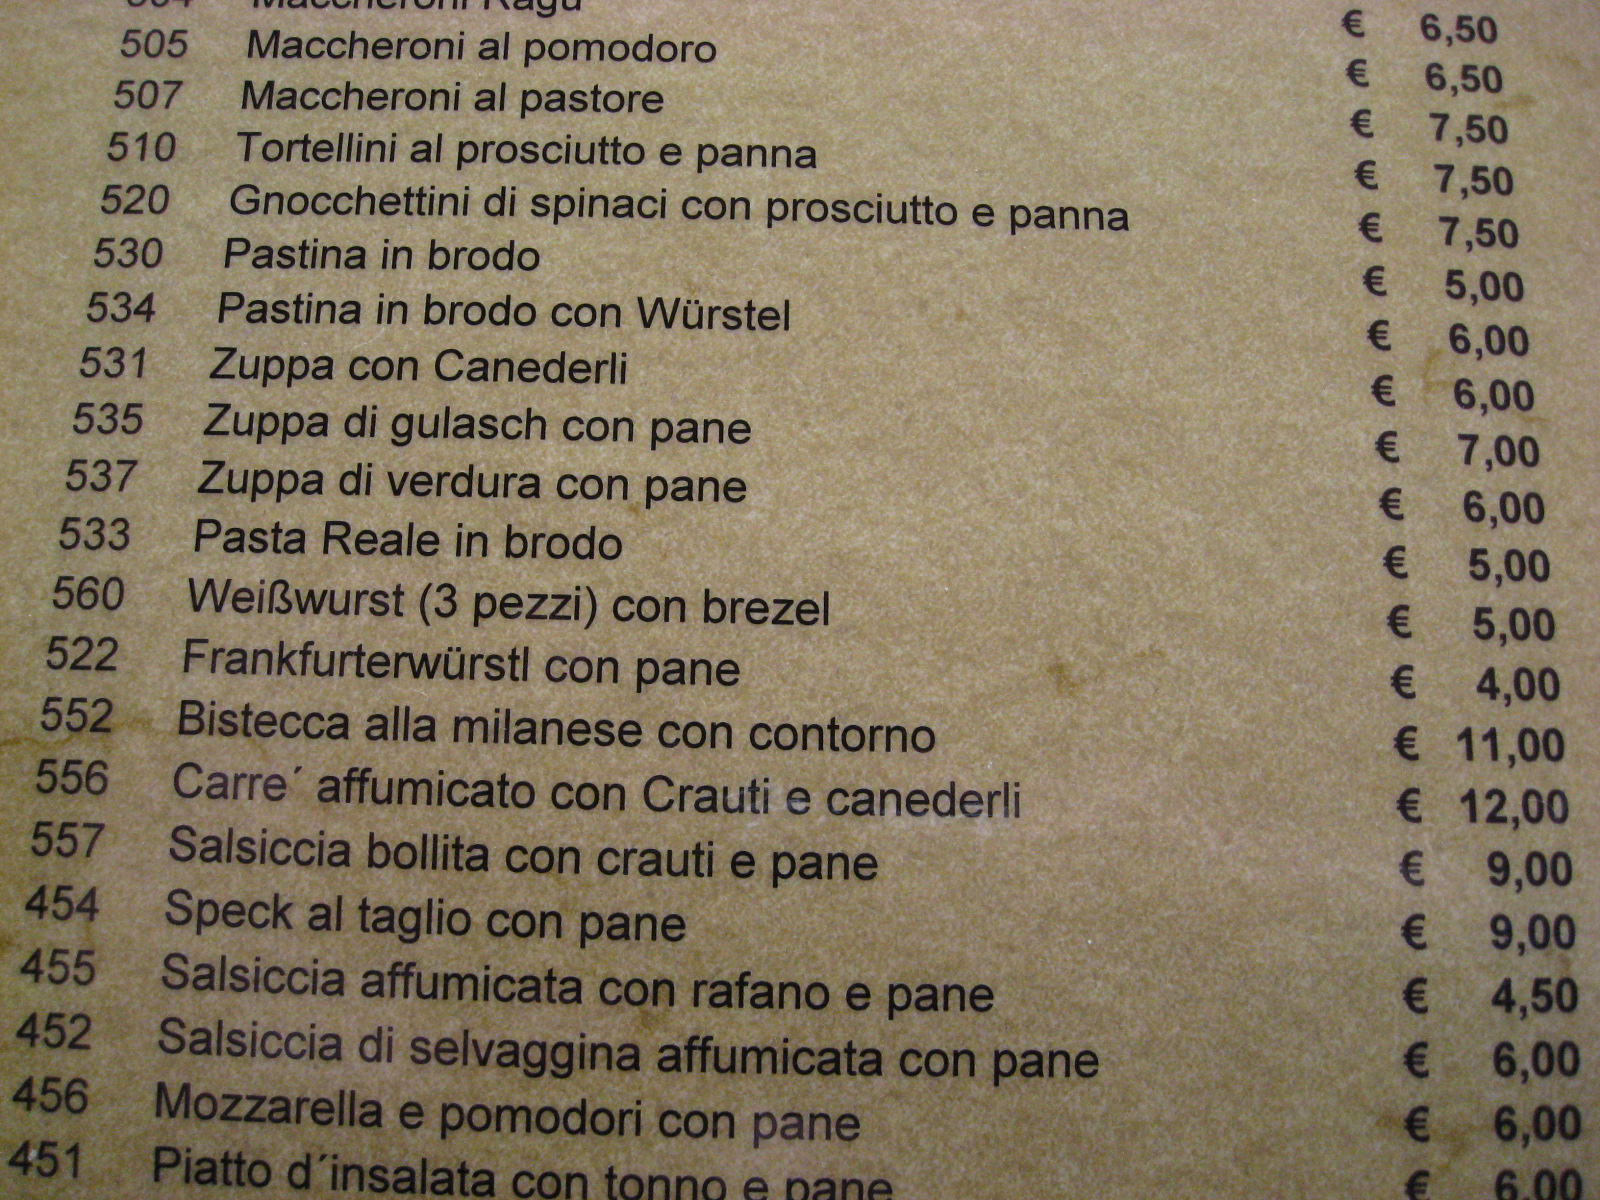 504 Maccheroni Ragù € 6,50
505 Maccheroni al pomodoro € 6,50
507 Maccheroni al pastore € 7,50
510 Tortellini al prosciutto e panna € 7,50
520 Gnocchettini di spinaci con prosciutto e panna € 7,50
530 Pastina in brodo € 5,00
534 Pastina in brodo con Würstel € 6,00
531 Zuppa con Canederli € 6,00
535 Zuppa di gulasch con pane € 7,00
537 Zuppa di verdura con pane € 6,00
533 Pasta Reale in brodo € 5,00
560 Weißwurst (3 pezzi) con brezel € 5,00
522 Frankfurterwürstl con pane € 4,00
552 Bistecca alla milanese con contorno € 11,00
556 Carre´ affumicato con Crauti e canederli € 12,00
557 Salsiccia bollita con crauti e pane € 9,00
454 Speck al taglio con pane € 9,00
455 Salsiccia affumicata con rafano e pane € 4,50
452 Salsiccia di selvaggina affumicata con pane € 6,00
456 Mozzarella e pomodori con pane € 6,00
451 Piatto d´insalata con tonno e pane € 6,00